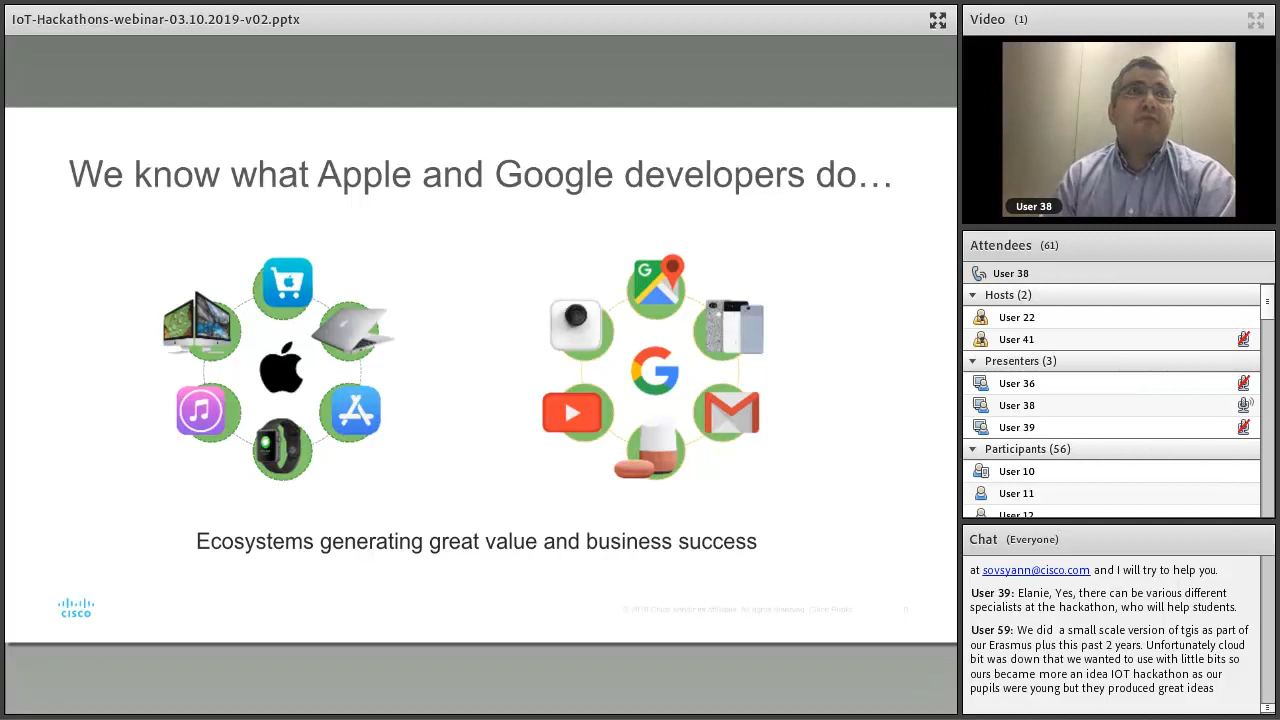 IoT-Hackathons-webinar-03.10.2019-v02.pptx
We know what Apple and Google developers do…
G
G
Ecosystems generating great value and business success
CISCO
Video (1)
User 38
Attendees (61)
User 38
Hosts (2)
User 22
User 41
Presenters (3)
User 36
User 38
User 39
Participants (56)
User 10
User 11
User 12
Chat (Everyone)
at sovsyann@cisco.com and I will try to help you.
User 39: Elanie, Yes, there can be various different
specialists at the hackathon, who will help students.
User 59: We did a small scale version of tgis as part of
our Erasmus plus this past 2 years. Unfortunately cloud
bit was down that we wanted to use with little bits so
ours became more an idea IOT hackathon as our
pupils were young but they produced great ideas